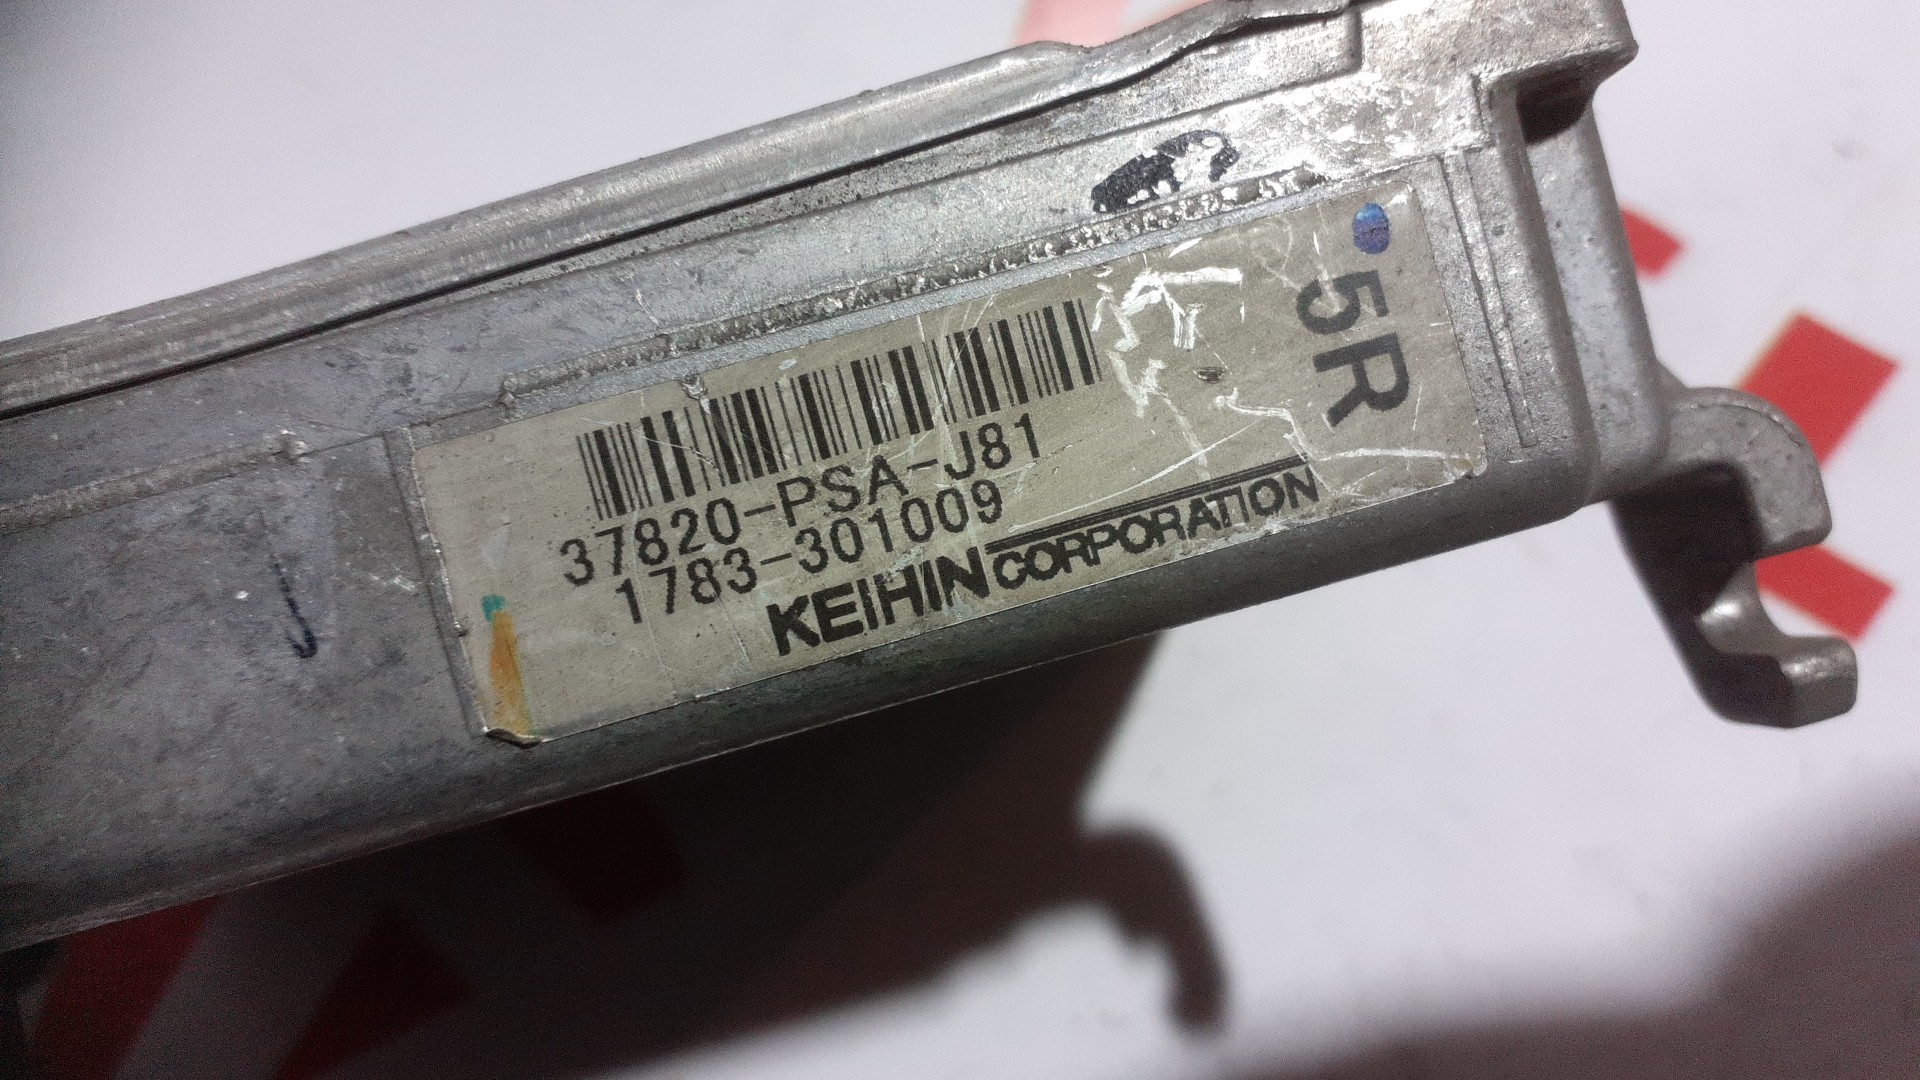 5R
37820-PSA-J81
1783-301009
KEIHIN CORPORATION